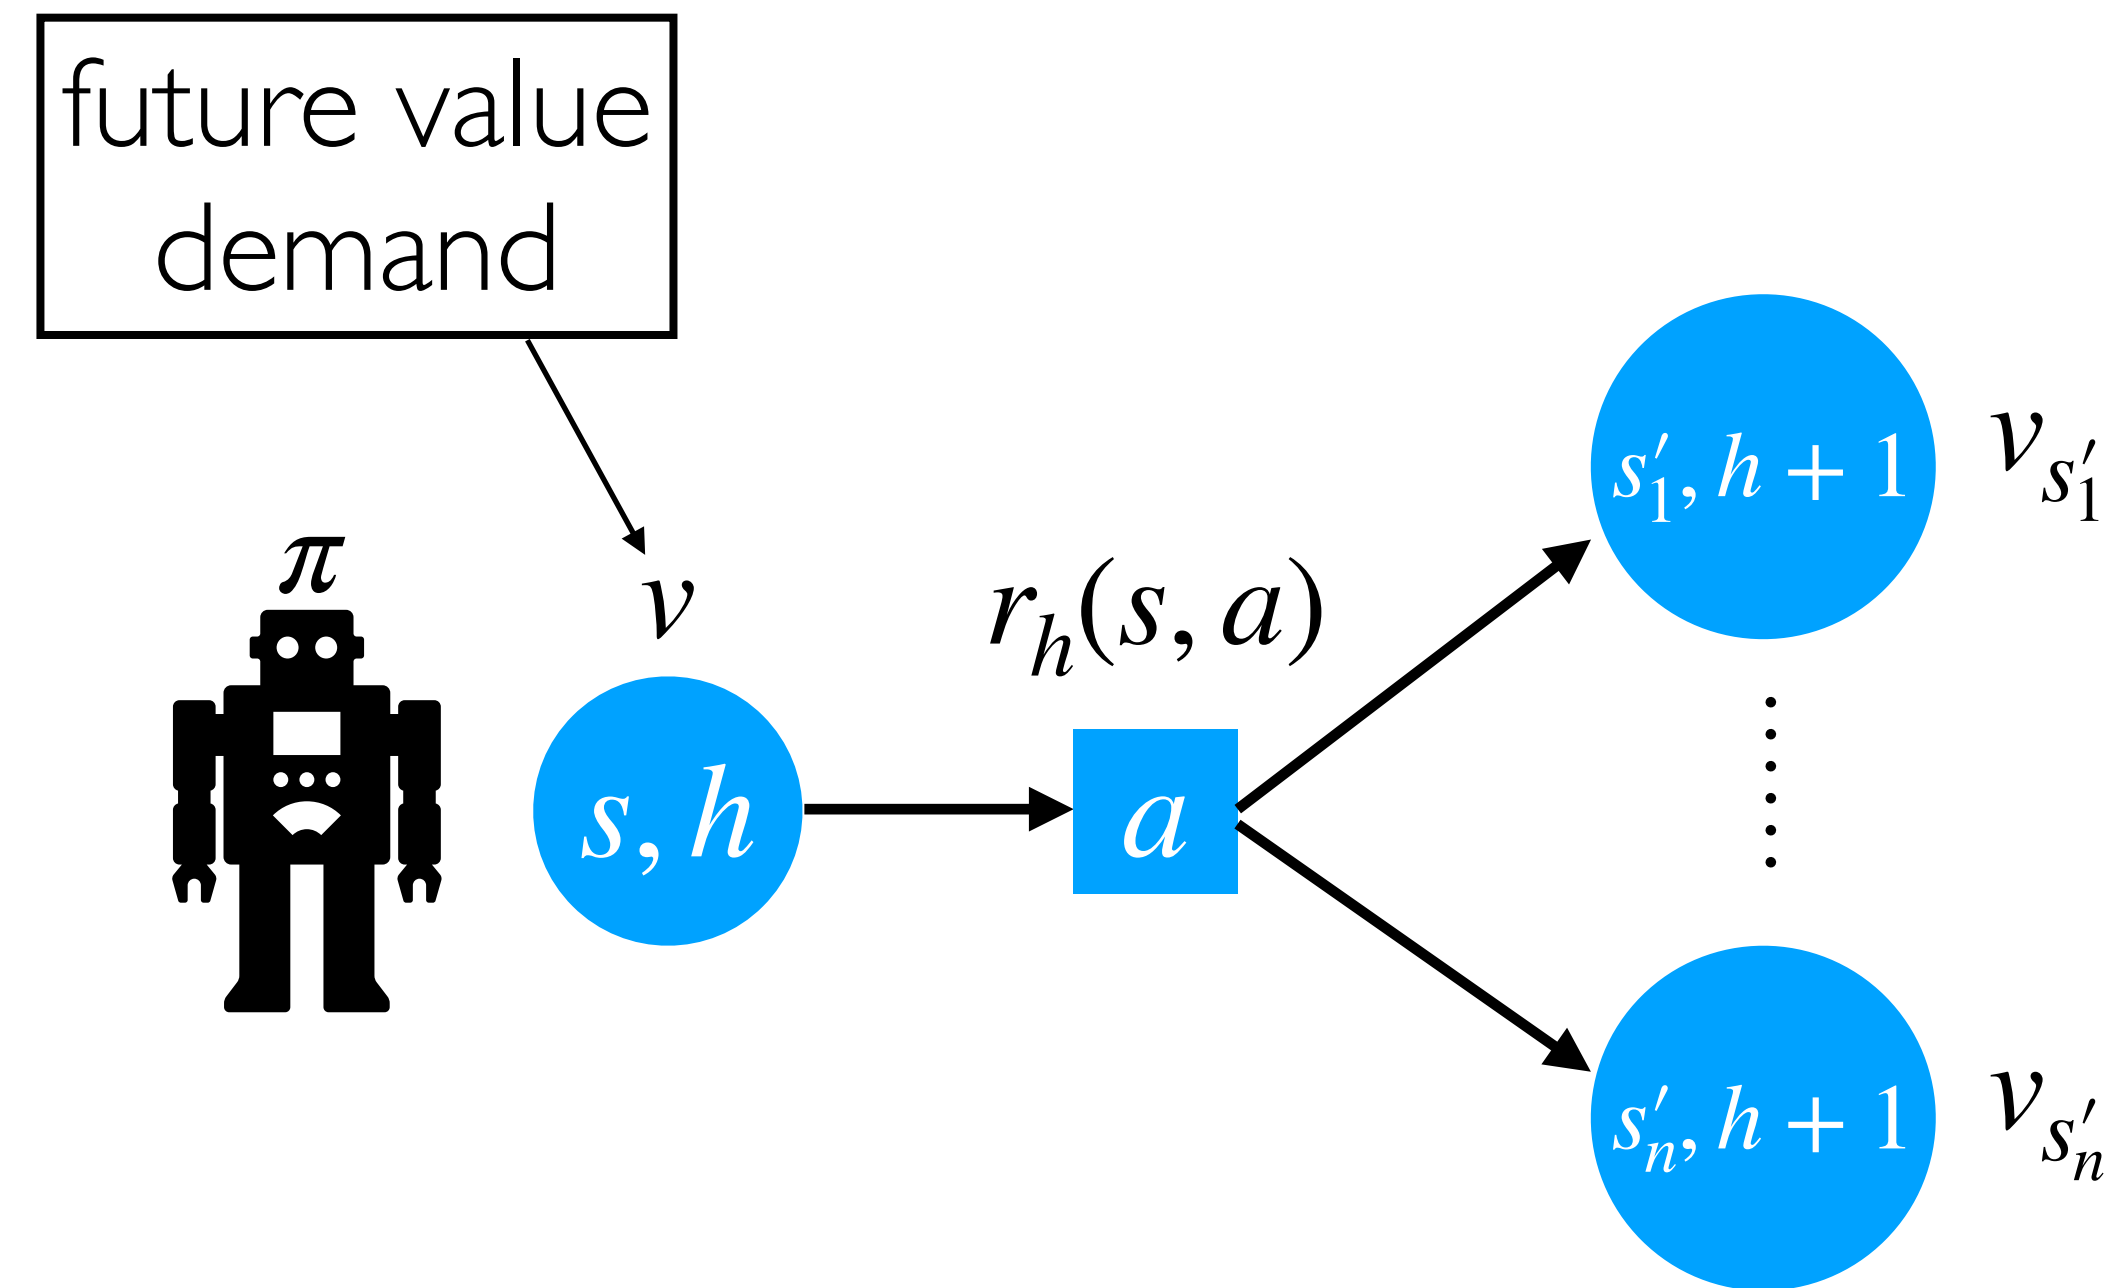 future value
demand
π
v
r_h(s, a)
s, h
a
s′_1, h + 1
v_{s′_1}
s′_n, h + 1
v_{s′_n}